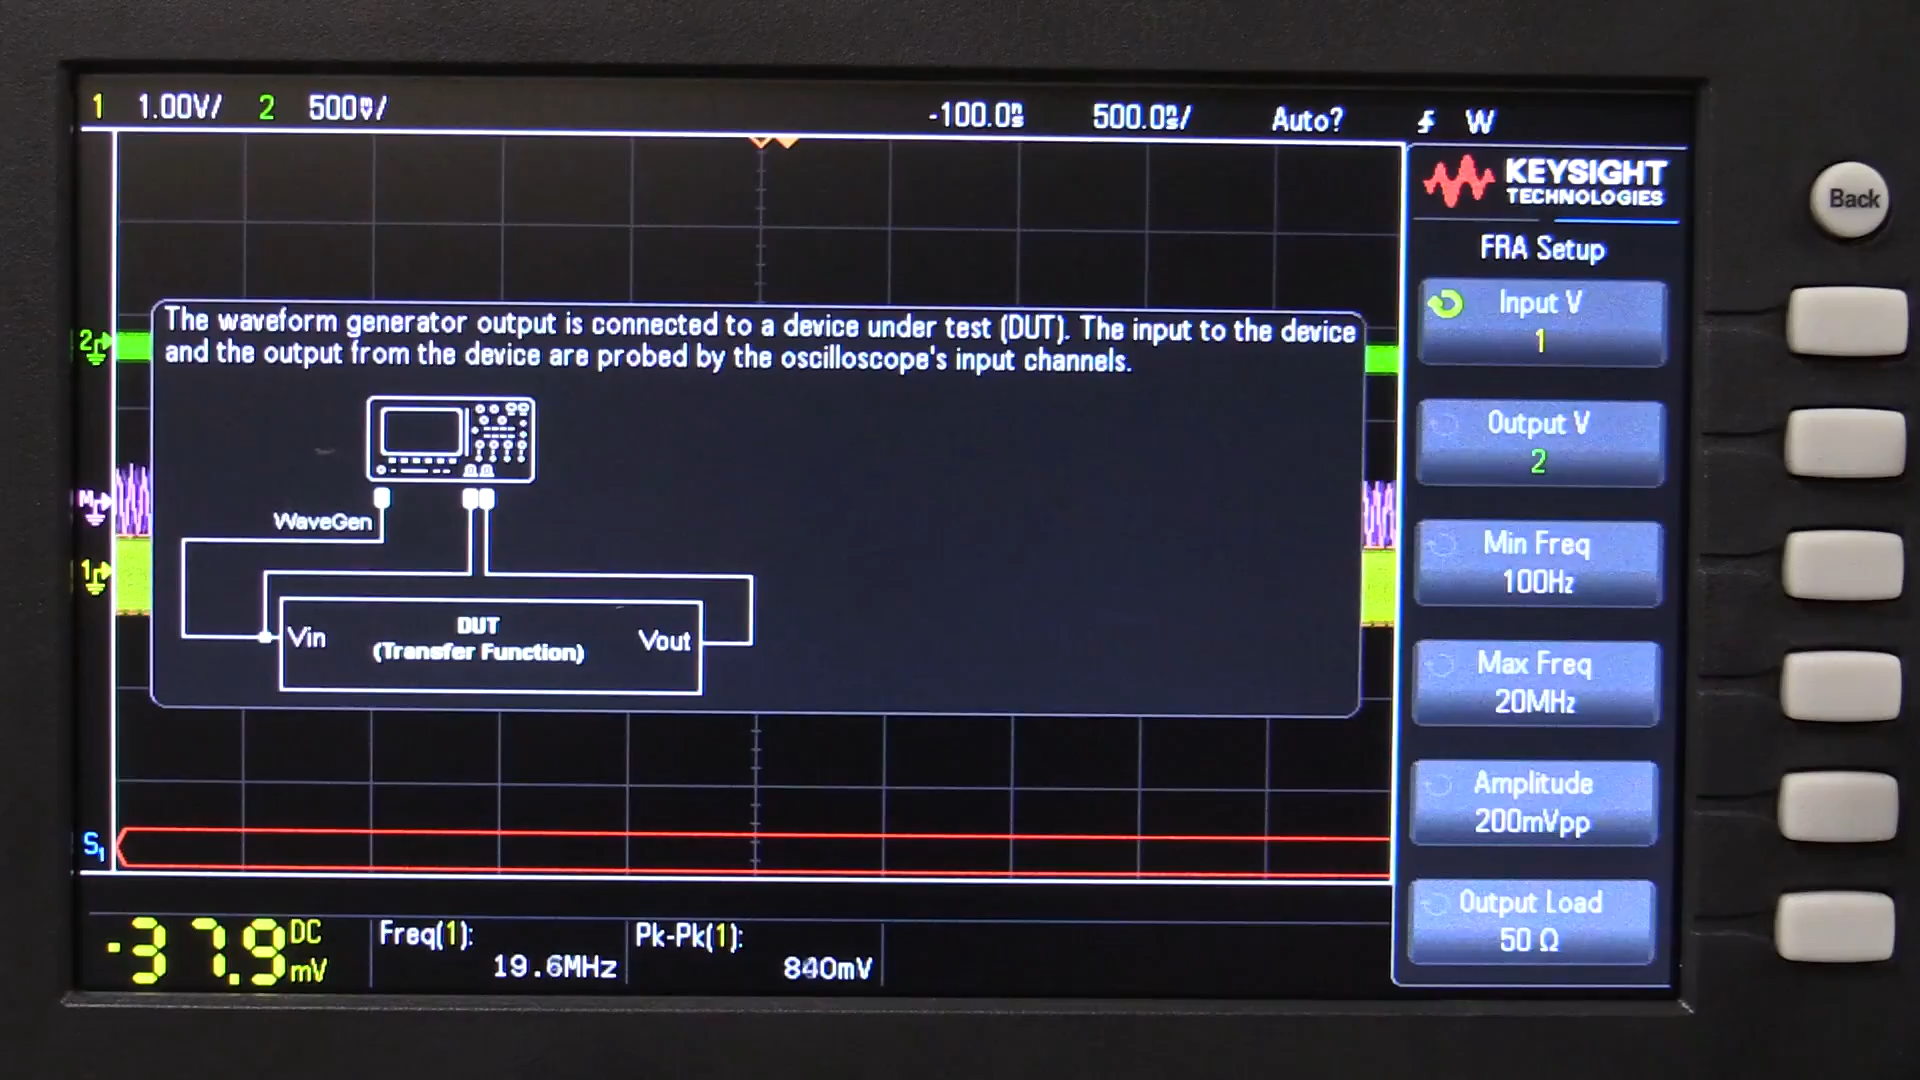 1 1.00V/ 2 500mV/ -100.0ns 500.0ns/ Auto? W
KEYSIGHT
TECHNOLOGIES
Back
FRA Setup
Input V
1
Output V
2
Min Freq
100Hz
Max Freq
20MHz
Amplitude
200mVpp
Output Load
50 Ω
The waveform generator output is connected to a device under test (DUT). The input to the device
and the output from the device are probed by the oscilloscope's input channels.
WaveGen
Vin
DUT
(Transfer Function)
Vout
2
M
1
S1
-37.9 DC mV
Freq(1):
19.6MHz
Pk-Pk(1):
840mV